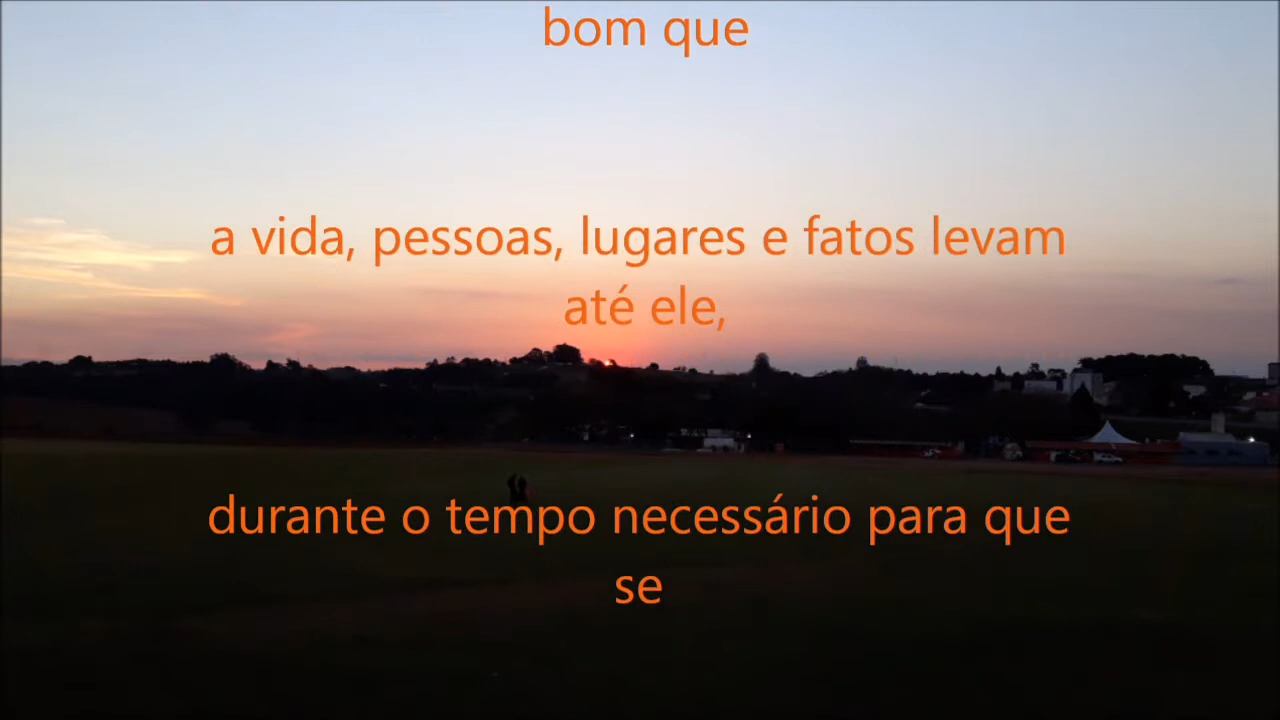 bom que
a vida, pessoas, lugares e fatos levam
até ele,
durante o tempo necessário para que
se